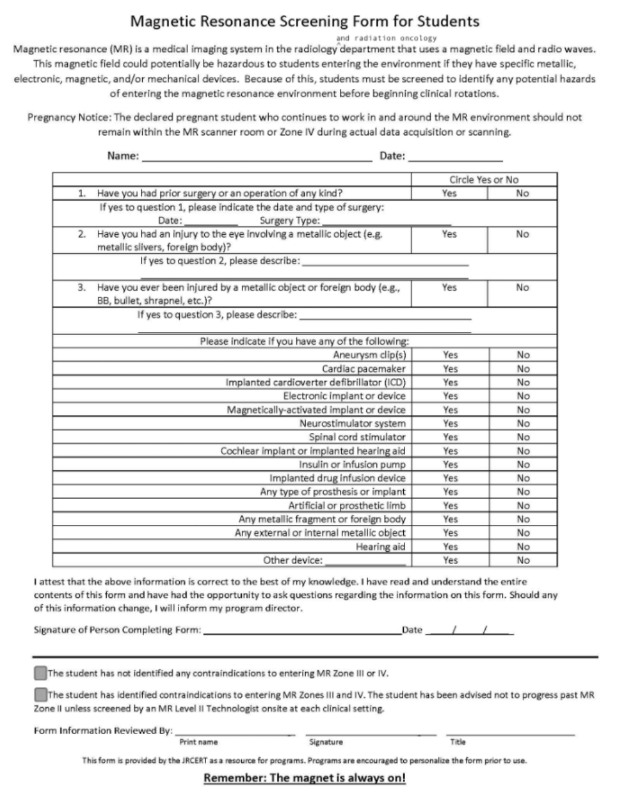 Magnetic Resonance Screening Form for Students
and radiation oncology
Magnetic resonance (MR) is a medical imaging system in the radiology department that uses a magnetic field and radio waves.
This magnetic field could potentially be hazardous to students entering the environment if they have specific metallic,
electronic, magnetic, and/or mechanical devices. Because of this, students must be screened to identify any potential hazards
of entering the magnetic resonance environment before beginning clinical rotations.
Pregnancy Notice: The declared pregnant student who continues to work in and around the MR environment should not
remain within the MR scanner room or Zone IV during actual data acquisition or scanning.
Name: Date:
Circle Yes or No
1. Have you had prior surgery or an operation of any kind? Yes No
If yes to question 1, please indicate the date and type of surgery:
Date: Surgery Type:
2. Have you had an injury to the eye involving a metallic object (e.g. Yes No
metallic slivers, foreign body)?
If yes to question 2, please describe:
3. Have you ever been injured by a metallic object or foreign body (e.g., Yes No
BB, bullet, shrapnel, etc.)?
If yes to question 3, please describe:
Please indicate if you have any of the following:
Aneurysm clip(s) Yes No
Cardiac pacemaker Yes No
Implanted cardioverter defibrillator (ICD) Yes No
Electronic implant or device Yes No
Magnetically-activated implant or device Yes No
Neurostimulator system Yes No
Spinal cord stimulator Yes No
Cochlear implant or implanted hearing aid Yes No
Insulin or infusion pump Yes No
Implanted drug infusion device Yes No
Any type of prosthesis or implant Yes No
Artificial or prosthetic limb Yes No
Any metallic fragment or foreign body Yes No
Any external or internal metallic object Yes No
Hearing aid Yes No
Other device: Yes No
I attest that the above information is correct to the best of my knowledge. I have read and understand the entire
contents of this form and have had the opportunity to ask questions regarding the information on this form. Should any
of this information change, I will inform my program director.
Signature of Person Completing Form: Date / /
The student has not identified any contraindications to entering MR Zone III or IV.
The student has identified contraindications to entering MR Zones III and IV. The student has been advised not to progress past MR
Zone II unless screened by an MR Level II Technologist onsite at each clinical setting.
Form Information Reviewed By:
Print name Signature Title
This form is provided by the JRCERT as a resource for programs. Programs are encouraged to personalize the form prior to use.
Remember: The magnet is always on!